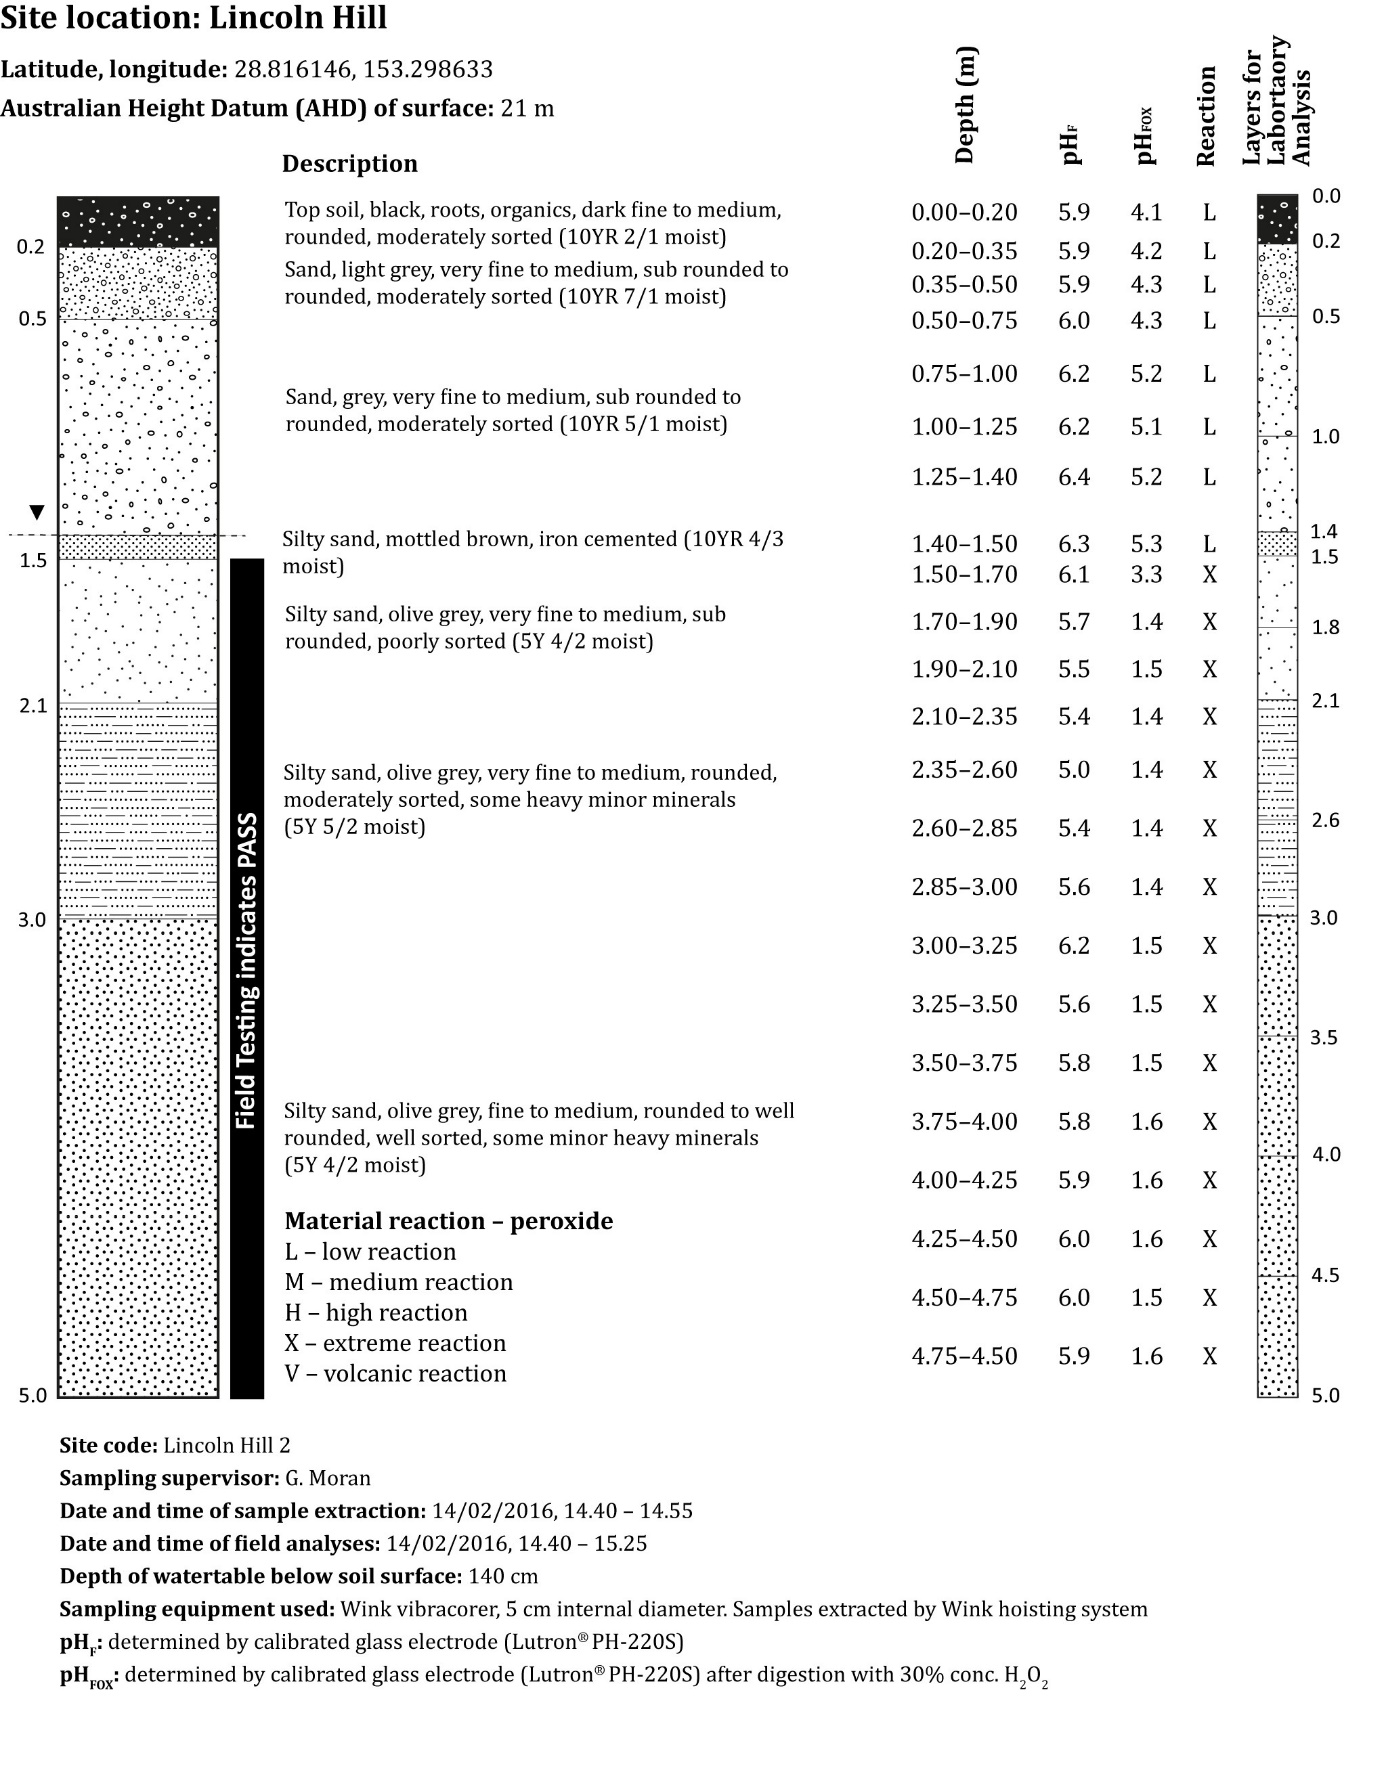 Site location: Lincoln Hill
Latitude, longitude: 28.816146, 153.298633
Australian Height Datum (AHD) of surface: 21 m
Description
Depth (m)
pHF
pHFOX
Reaction
Layers for
Labortaory
Analysis
0.2
0.5
1.5
2.1
3.0
5.0
Field Testing indicates PASS
Top soil, black, roots, organics, dark fine to medium,
rounded, moderately sorted (10YR 2/1 moist)
Sand, light grey, very fine to medium, sub rounded to
rounded, moderately sorted (10YR 7/1 moist)
Sand, grey, very fine to medium, sub rounded to
rounded, moderately sorted (10YR 5/1 moist)
Silty sand, mottled brown, iron cemented (10YR 4/3
moist)
Silty sand, olive grey, very fine to medium, sub
rounded, poorly sorted (5Y 4/2 moist)
Silty sand, olive grey, very fine to medium, rounded,
moderately sorted, some heavy minor minerals
(5Y 5/2 moist)
Silty sand, olive grey, fine to medium, rounded to well
rounded, well sorted, some minor heavy minerals
(5Y 4/2 moist)
Material reaction – peroxide
L – low reaction
M – medium reaction
H – high reaction
X – extreme reaction
V – volcanic reaction
0.00–0.20 5.9 4.1 L
0.20–0.35 5.9 4.2 L
0.35–0.50 5.9 4.3 L
0.50–0.75 6.0 4.3 L
0.75–1.00 6.2 5.2 L
1.00–1.25 6.2 5.1 L
1.25–1.40 6.4 5.2 L
1.40–1.50 6.3 5.3 L
1.50–1.70 6.1 3.3 X
1.70–1.90 5.7 1.4 X
1.90–2.10 5.5 1.5 X
2.10–2.35 5.4 1.4 X
2.35–2.60 5.0 1.4 X
2.60–2.85 5.4 1.4 X
2.85–3.00 5.6 1.4 X
3.00–3.25 6.2 1.5 X
3.25–3.50 5.6 1.5 X
3.50–3.75 5.8 1.5 X
3.75–4.00 5.8 1.6 X
4.00–4.25 5.9 1.6 X
4.25–4.50 6.0 1.6 X
4.50–4.75 6.0 1.5 X
4.75–4.50 5.9 1.6 X
0.0
0.2
0.5
1.0
1.4
1.5
1.8
2.1
2.6
3.0
3.5
4.0
4.5
5.0
Site code: Lincoln Hill 2
Sampling supervisor: G. Moran
Date and time of sample extraction: 14/02/2016, 14.40 – 14.55
Date and time of field analyses: 14/02/2016, 14.40 – 15.25
Depth of watertable below soil surface: 140 cm
Sampling equipment used: Wink vibracorer, 5 cm internal diameter. Samples extracted by Wink hoisting system
pHF: determined by calibrated glass electrode (Lutron® PH-220S)
pHFOX: determined by calibrated glass electrode (Lutron® PH-220S) after digestion with 30% conc. H2O2